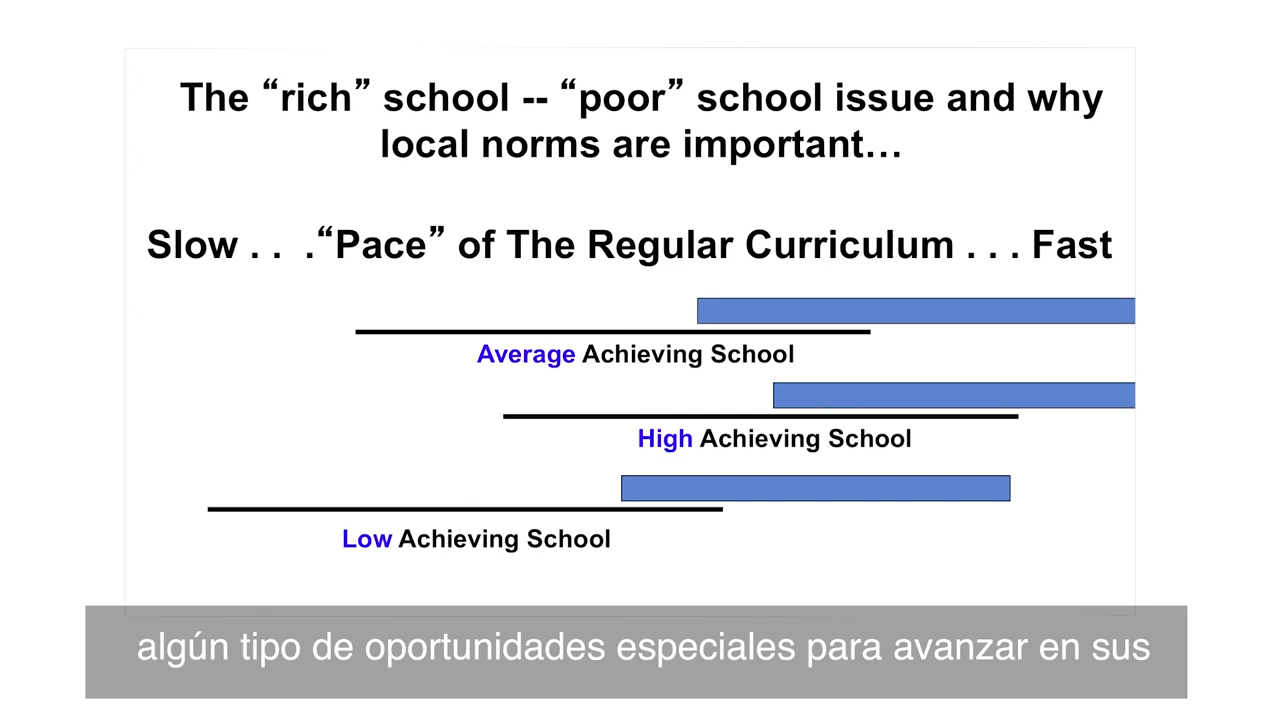 The “rich” school -- “poor” school issue and why
local norms are important…
Slow . .  .“Pace” of The Regular Curriculum . . . Fast
Average Achieving School
High Achieving School
Low Achieving School
algún tipo de oportunidades especiales para avanzar en sus